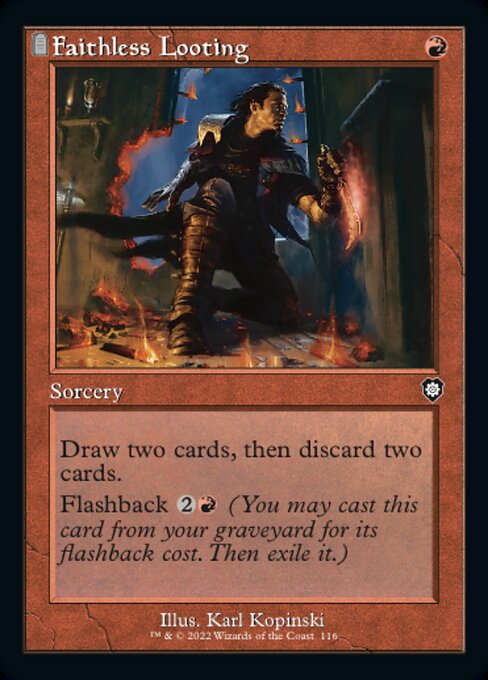 Faithless Looting
Sorcery
Draw two cards, then discard two
cards.
Flashback 2 (You may cast this
card from your graveyard for its
flashback cost. Then exile it.)
Illus. Karl Kopinski
™ & © 2022 Wizards of the Coast 116